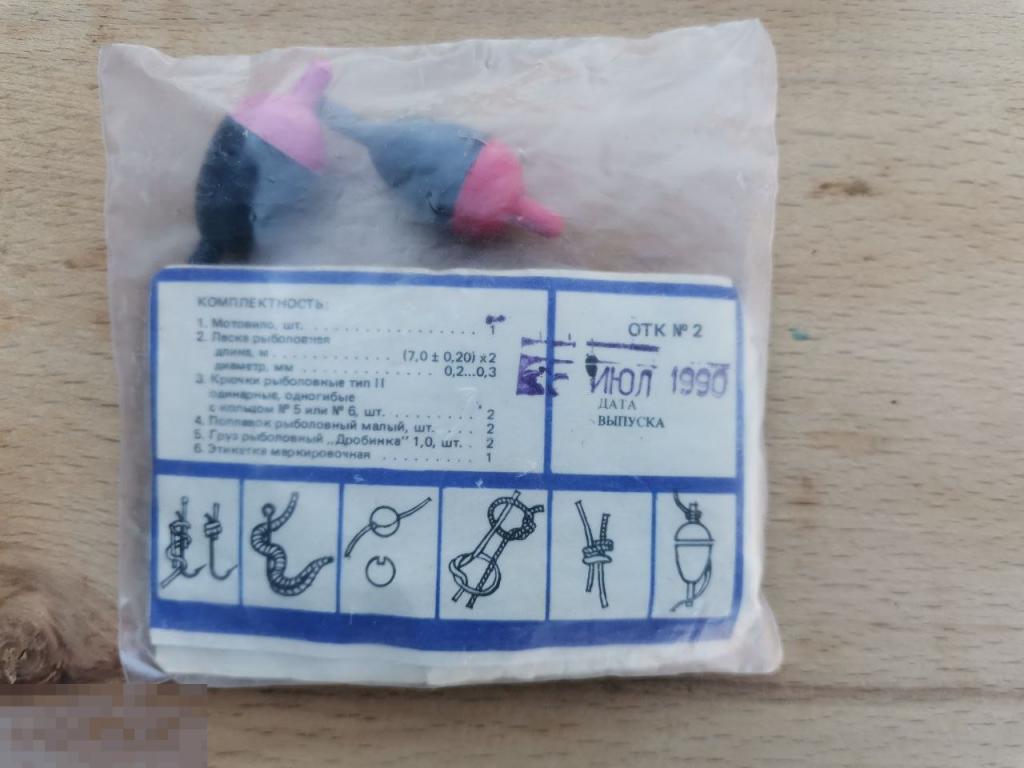 КОМПЛЕКТНОСТЬ:
1. Мотовило, шт. . . . . . . . . . . . . . . . . . . . 1
2. Леска рыболовная
длина, м . . . . . . . . . . . . . . (7,0 ± 0,20) x2
диаметр, мм . . . . . . . . . . . . . . . 0,2...0,3
3. Крючки рыболовные тип II
одинарные, одногибые
с кольцом № 5 или № 6, шт. . . . . . . . . 2
4. Поплавок рыболовный малый, шт. . . 2
5. Груз рыболовный „Дробинка" 1,0, шт. . 2
6. Этикетка маркировочная . . . . . . . . . . 1
ОТК № 2
ИЮЛ 1990
ДАТА
ВЫПУСКА